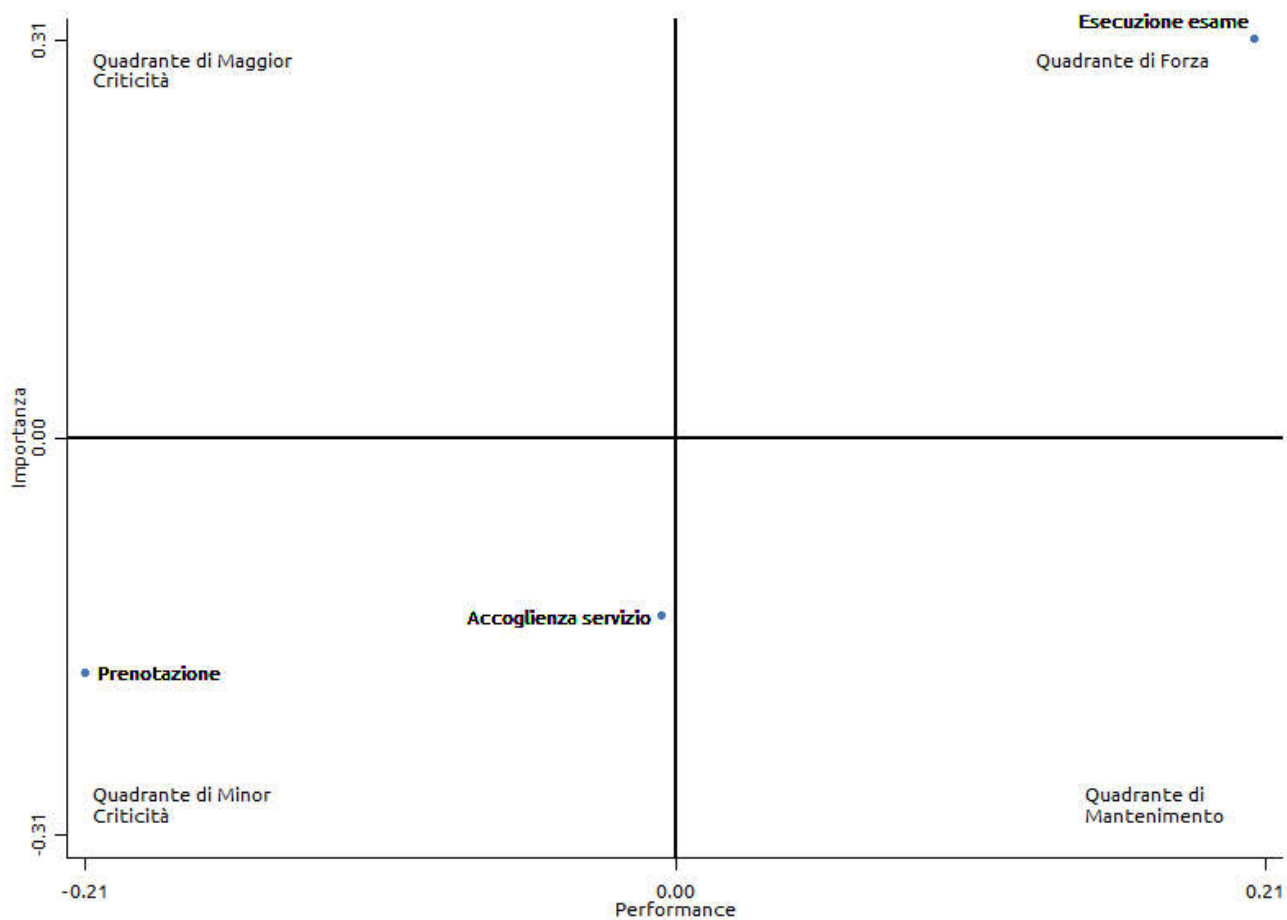 Esecuzione esame
0.31
Quadrante di Maggior
Criticità
Quadrante di Forza
Importanza
0.00
Accoglienza servizio
Prenotazione
Quadrante di Minor
Criticità
Quadrante di
Mantenimento
-0.31
-0.21
0.00
0.21
Performance